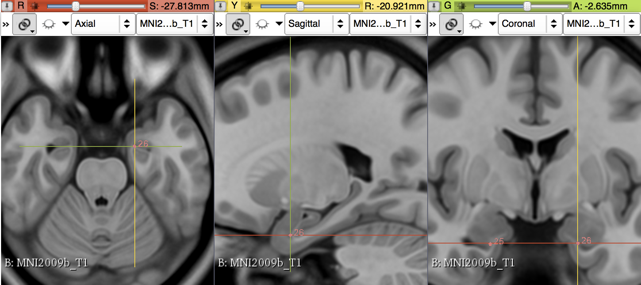 R S: -27.813mm
» Axial MNI2…b_T1
26
B: MNI2009b_T1
Y R: -20.921mm
» Sagittal MNI2…b_T1
26
B: MNI2009b_T1
G A: -2.635mm
» Coronal MNI2…b_T1
25 26
B: MNI2009b_T1